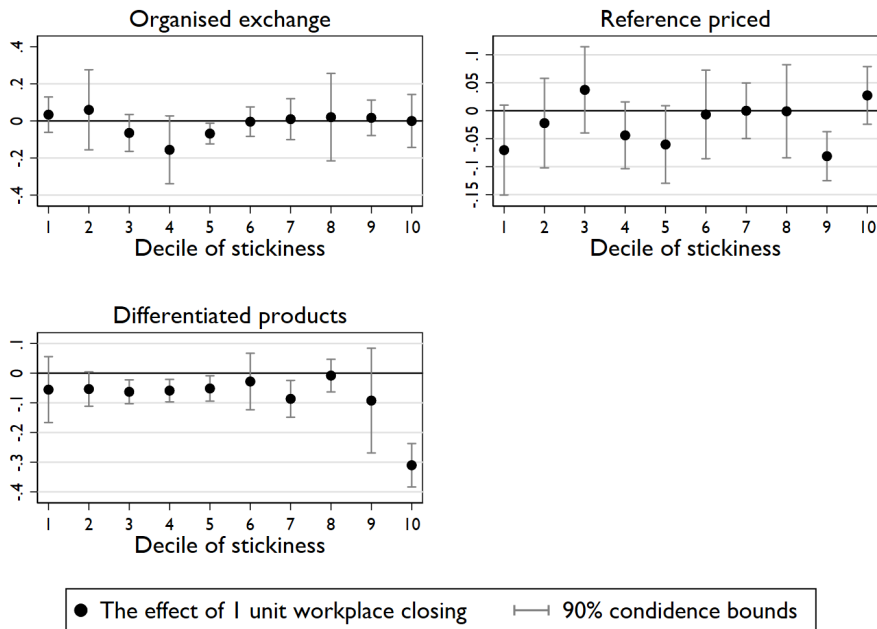 Organised exchange
.4
.2
0
-.2
-.4
1 2 3 4 5 6 7 8 9 10
Decile of stickiness
Reference priced
.1
.05
0
-.05
-.1
-.15
1 2 3 4 5 6 7 8 9 10
Decile of stickiness
Differentiated products
.1
0
-.1
-.2
-.3
-.4
1 2 3 4 5 6 7 8 9 10
Decile of stickiness
The effect of 1 unit workplace closing 90% condidence bounds